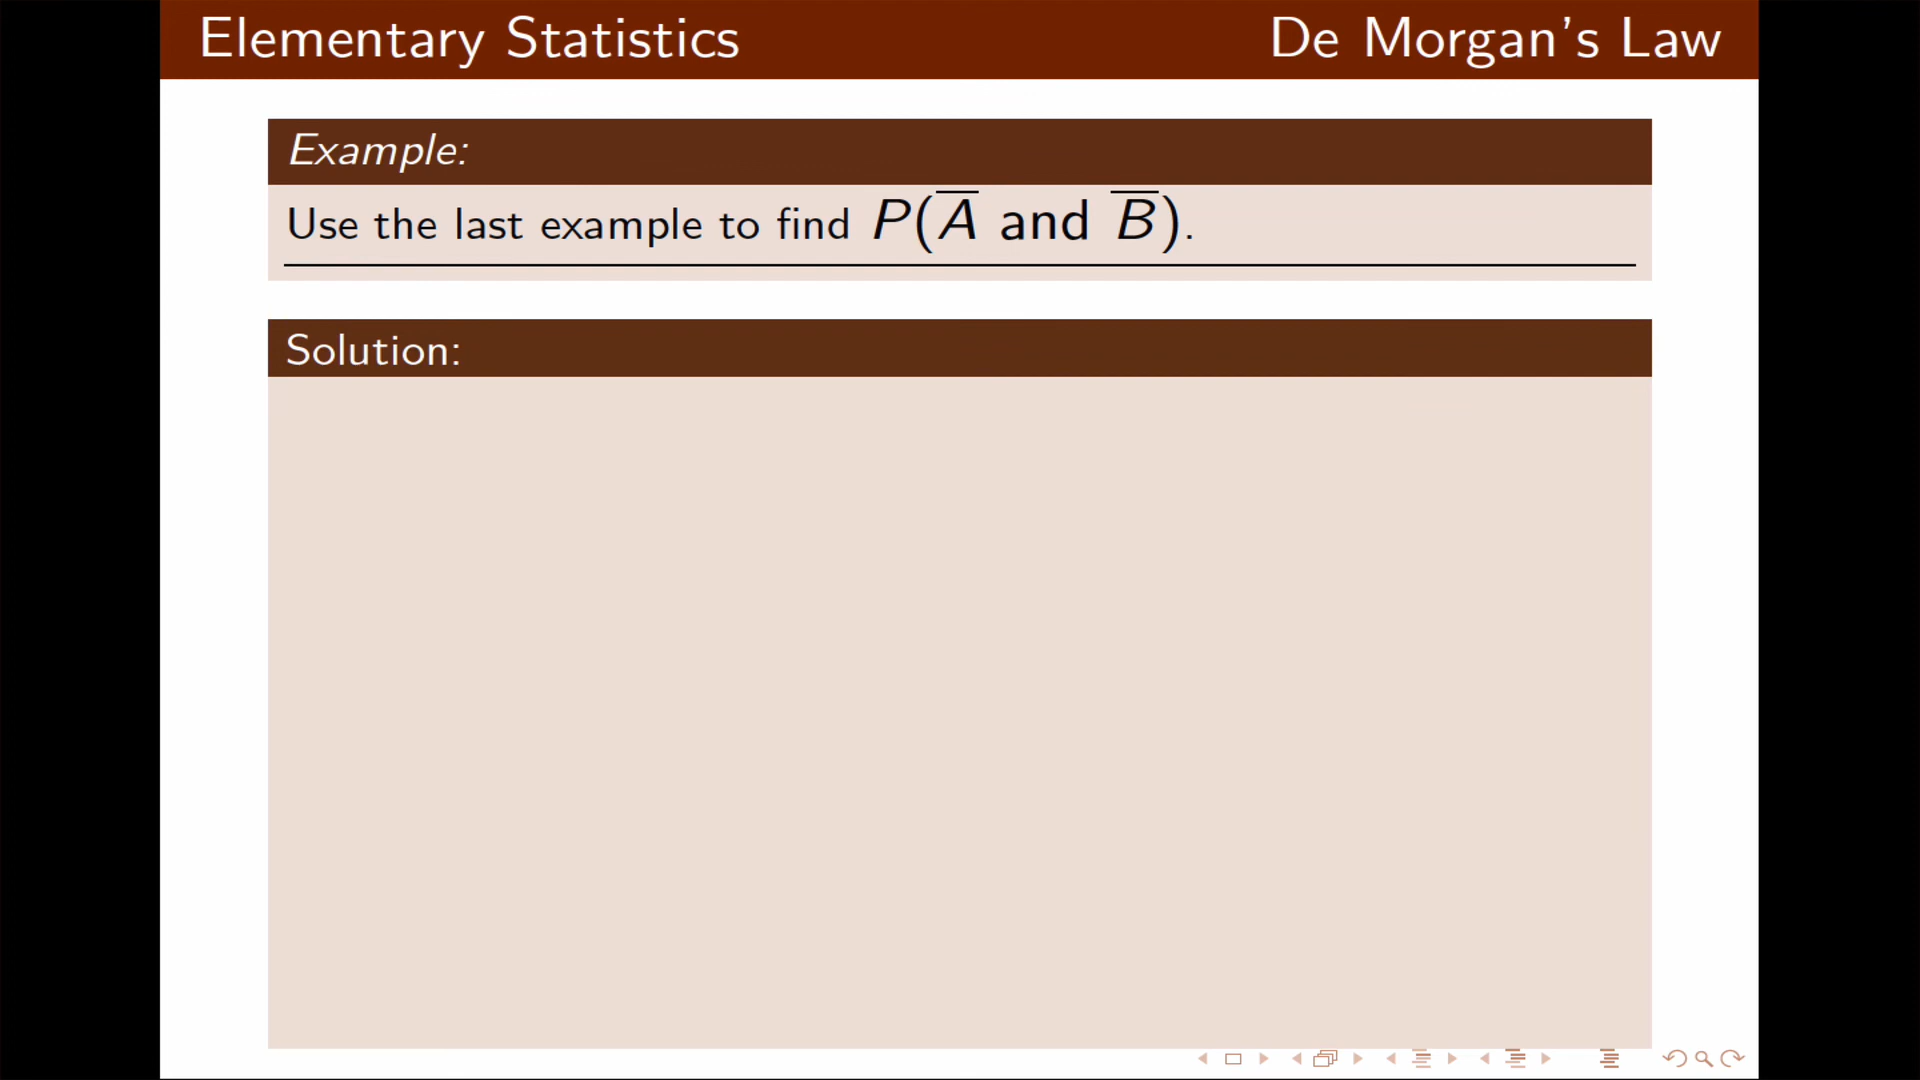 Elementary Statistics De Morgan's Law
Example:
Use the last example to find P(A̅ and B̅).
Solution: